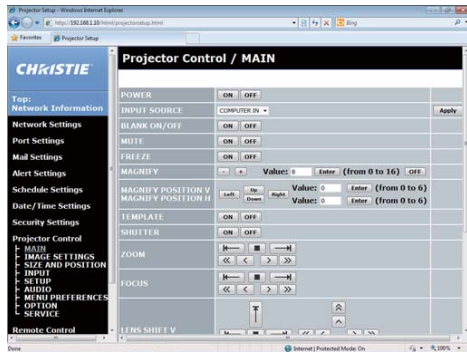 Projector Setup - Windows Internet Explorer
http://192.168.1.10/html/projectorsetup.html
Bing
Favorites Projector Setup
CHRISTIE
Top:
Network Information
Network Settings
Port Settings
Mail Settings
Alert Settings
Schedule Settings
Date/Time Settings
Security Settings
Projector Control
MAIN
IMAGE SETTINGS
SIZE AND POSITION
INPUT
SETUP
AUDIO
MENU PREFERENCES
OPTION
SERVICE
Remote Control
Projector Control / MAIN
POWER ON OFF
INPUT SOURCE COMPUTER IN Apply
BLANK ON/OFF ON OFF
MUTE ON OFF
FREEZE ON OFF
MAGNIFY - + Value: 0 Enter (from 0 to 16) OFF
MAGNIFY POSITION V Left Up Right Value: 0 Enter (from 0 to 6)
MAGNIFY POSITION H Down Value: 0 Enter (from 0 to 6)
TEMPLATE ON OFF
SHUTTER ON OFF
ZOOM
FOCUS
LENS SHIFT V
Done Internet | Protected Mode: On 100%